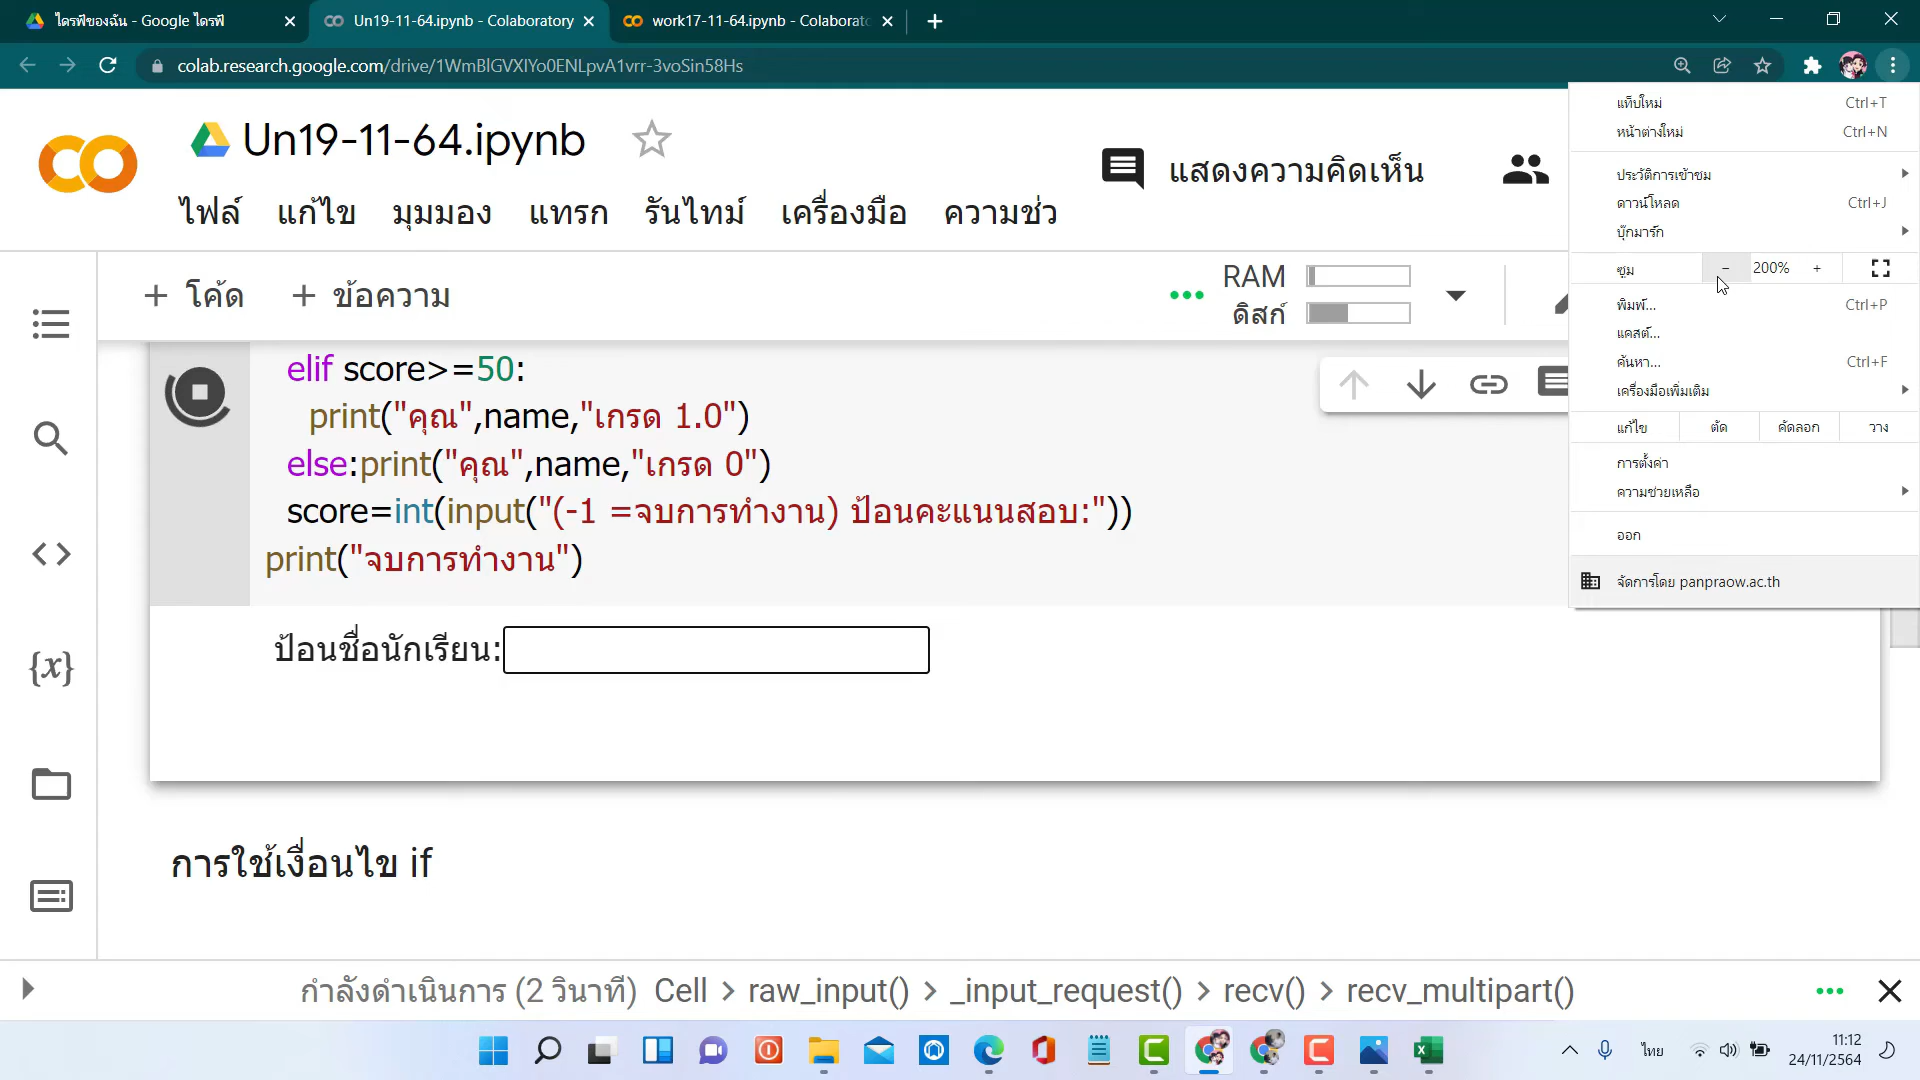 ไดรฟ์ของฉัน - Google ไดรฟ์
Un19-11-64.ipynb - Colaboratory
work17-11-64.ipynb - Colaborato
colab.research.google.com/drive/1WmBlGVXlYo0ENLpvA1vrr-3voSin58Hs
Un19-11-64.ipynb
แสดงความคิดเห็น
ไฟล์ แก้ไข มุมมอง แทรก รันไทม์ เครื่องมือ ความช่ว
+ โค้ด + ข้อความ
RAM
ดิสก์
elif score>=50:
print("คุณ",name,"เกรด 1.0")
else:print("คุณ",name,"เกรด 0")
score=int(input("(-1 =จบการทำงาน) ป้อนคะแนนสอบ:"))
print("จบการทำงาน")
ป้อนชื่อนักเรียน:
การใช้เงื่อนไข if
แท็บใหม่ Ctrl+T
หน้าต่างใหม่ Ctrl+N
ประวัติการเข้าชม
ดาวน์โหลด Ctrl+J
บุ๊กมาร์ก
ซูม - 200% +
พิมพ์... Ctrl+P
แคสต์...
ค้นหา... Ctrl+F
เครื่องมือเพิ่มเติม
แก้ไข ตัด คัดลอก วาง
การตั้งค่า
ความช่วยเหลือ
ออก
จัดการโดย panpraow.ac.th
กำลังดำเนินการ (2 วินาที) Cell > raw_input() > _input_request() > recv() > recv_multipart()
ไทย
11:12
24/11/2564